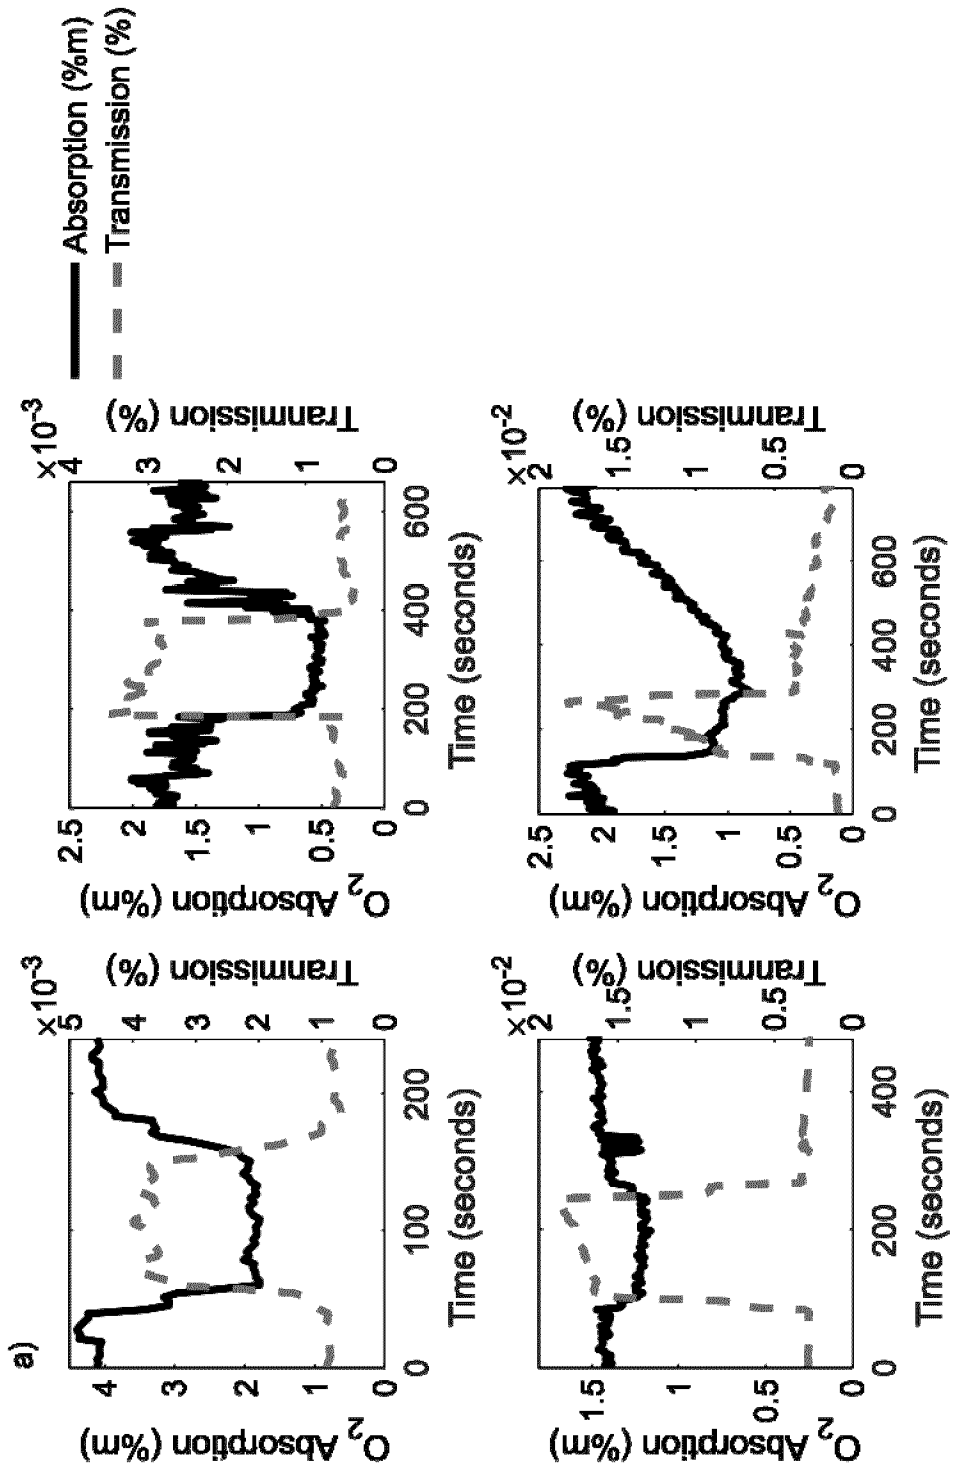 a)
Absorption (%m)
Transmission (%)
×10-3
O2 Absorption (%m)
4
3
2
1
0
5
4
3
2
1
0
Tranmission
(%)
0 100 200
Time (seconds)
×10-3
O2 Absorption (%m)
2.5
2
1.5
1
0.5
0
4
3
2
1
0
Tranmission
(%)
0 200 400 600
Time (seconds)
×10-2
O2 Absorption (%m)
1.5
1
0.5
0
2
1.5
1
0.5
0
Tranmission
(%)
0 200 400
Time (seconds)
×10-2
O2 Absorption (%m)
2.5
2
1.5
1
0.5
0
2
1.5
1
0.5
0
Tranmission
(%)
0 200 400 600
Time (seconds)